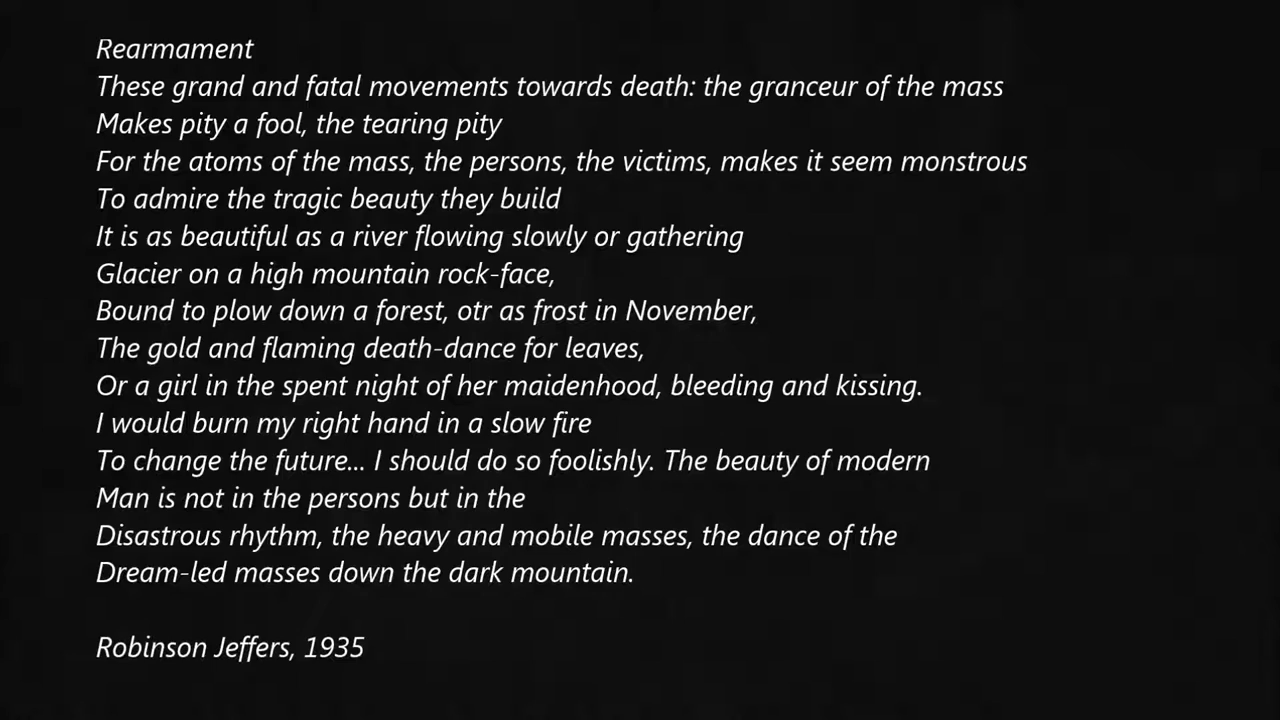 Rearmament
These grand and fatal movements towards death: the granceur of the mass
Makes pity a fool, the tearing pity
For the atoms of the mass, the persons, the victims, makes it seem monstrous
To admire the tragic beauty they build
It is as beautiful as a river flowing slowly or gathering
Glacier on a high mountain rock-face,
Bound to plow down a forest, otr as frost in November,
The gold and flaming death-dance for leaves,
Or a girl in the spent night of her maidenhood, bleeding and kissing.
I would burn my right hand in a slow fire
To change the future... I should do so foolishly. The beauty of modern
Man is not in the persons but in the
Disastrous rhythm, the heavy and mobile masses, the dance of the
Dream-led masses down the dark mountain.
Robinson Jeffers, 1935